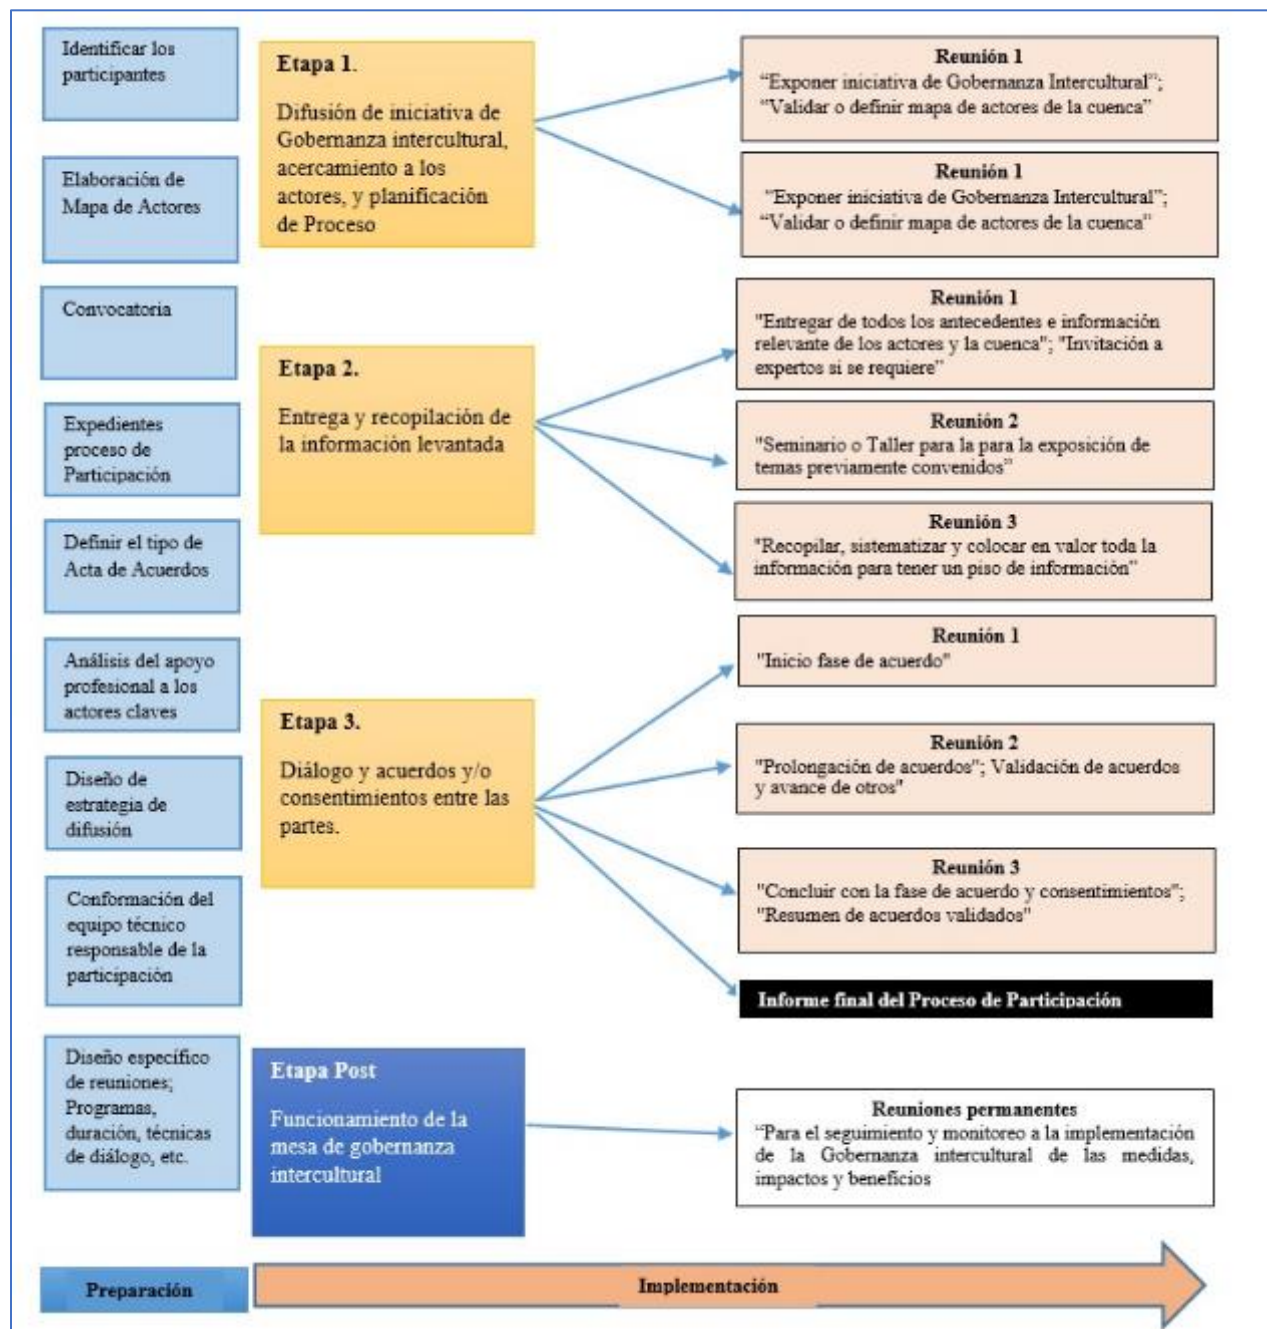 Identificar los
participantes
Elaboración de
Mapa de Actores
Convocatoria
Expedientes
proceso de
Participación
Definir el tipo de
Acta de Acuerdos
Análisis del apoyo
profesional a los
actores claves
Diseño de
estrategia de
difusión
Conformación del
equipo técnico
responsable de la
participación
Diseño específico
de reuniones;
Programas,
duración, técnicas
de diálogo, etc.
Preparación
Etapa 1.
Difusión de iniciativa de
Gobernanza intercultural,
acercamiento a los
actores, y planificación
de Proceso
Reunión 1
“Exponer iniciativa de Gobernanza Intercultural”;
“Validar o definir mapa de actores de la cuenca”
Reunión 1
“Exponer iniciativa de Gobernanza Intercultural”;
“Validar o definir mapa de actores de la cuenca”
Etapa 2.
Entrega y recopilación de
la información levantada
Reunión 1
"Entregar de todos los antecedentes e información
relevante de los actores y la cuenca"; "Invitación a
expertos si se requiere”
Reunión 2
"Seminario o Taller para la para la exposición de
temas previamente convenidos”
Reunión 3
"Recopilar, sistematizar y colocar en valor toda la
información para tener un piso de información”
Etapa 3.
Diálogo y acuerdos y/o
consentimientos entre las
partes.
Reunión 1
"Inicio fase de acuerdo"
Reunión 2
"Prolongación de acuerdos"; Validación de acuerdos
y avance de otros"
Reunión 3
"Concluir con la fase de acuerdo y consentimientos";
"Resumen de acuerdos validados"
Informe final del Proceso de Participación
Etapa Post
Funcionamiento de la
mesa de gobernanza
intercultural
Reuniones permanentes
“Para el seguimiento y monitoreo a la implementación
de la Gobernanza intercultural de las medidas,
impactos y beneficios
Implementación